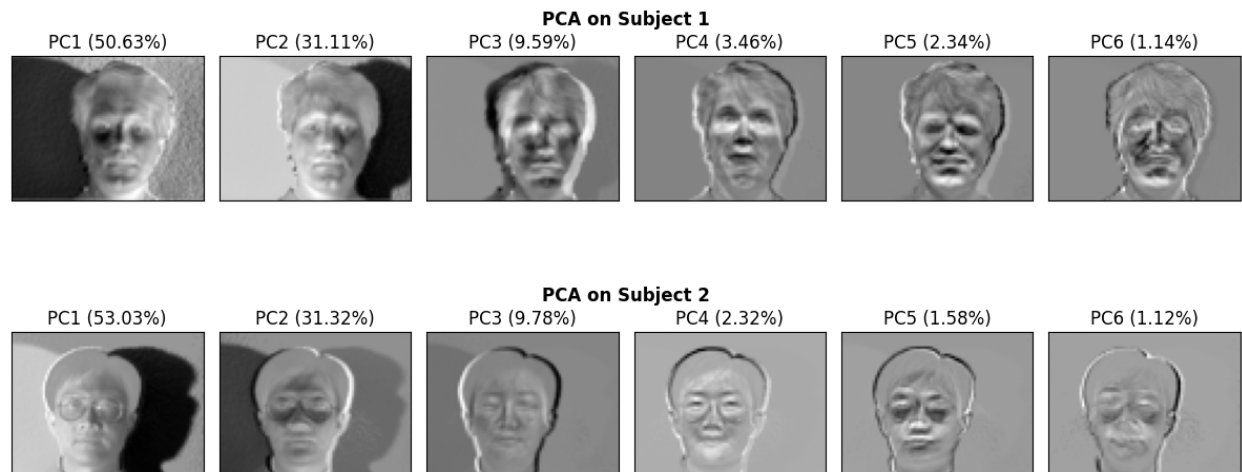 PCA on Subject 1
PC1 (50.63%) PC2 (31.11%) PC3 (9.59%) PC4 (3.46%) PC5 (2.34%) PC6 (1.14%)
PCA on Subject 2
PC1 (53.03%) PC2 (31.32%) PC3 (9.78%) PC4 (2.32%) PC5 (1.58%) PC6 (1.12%)